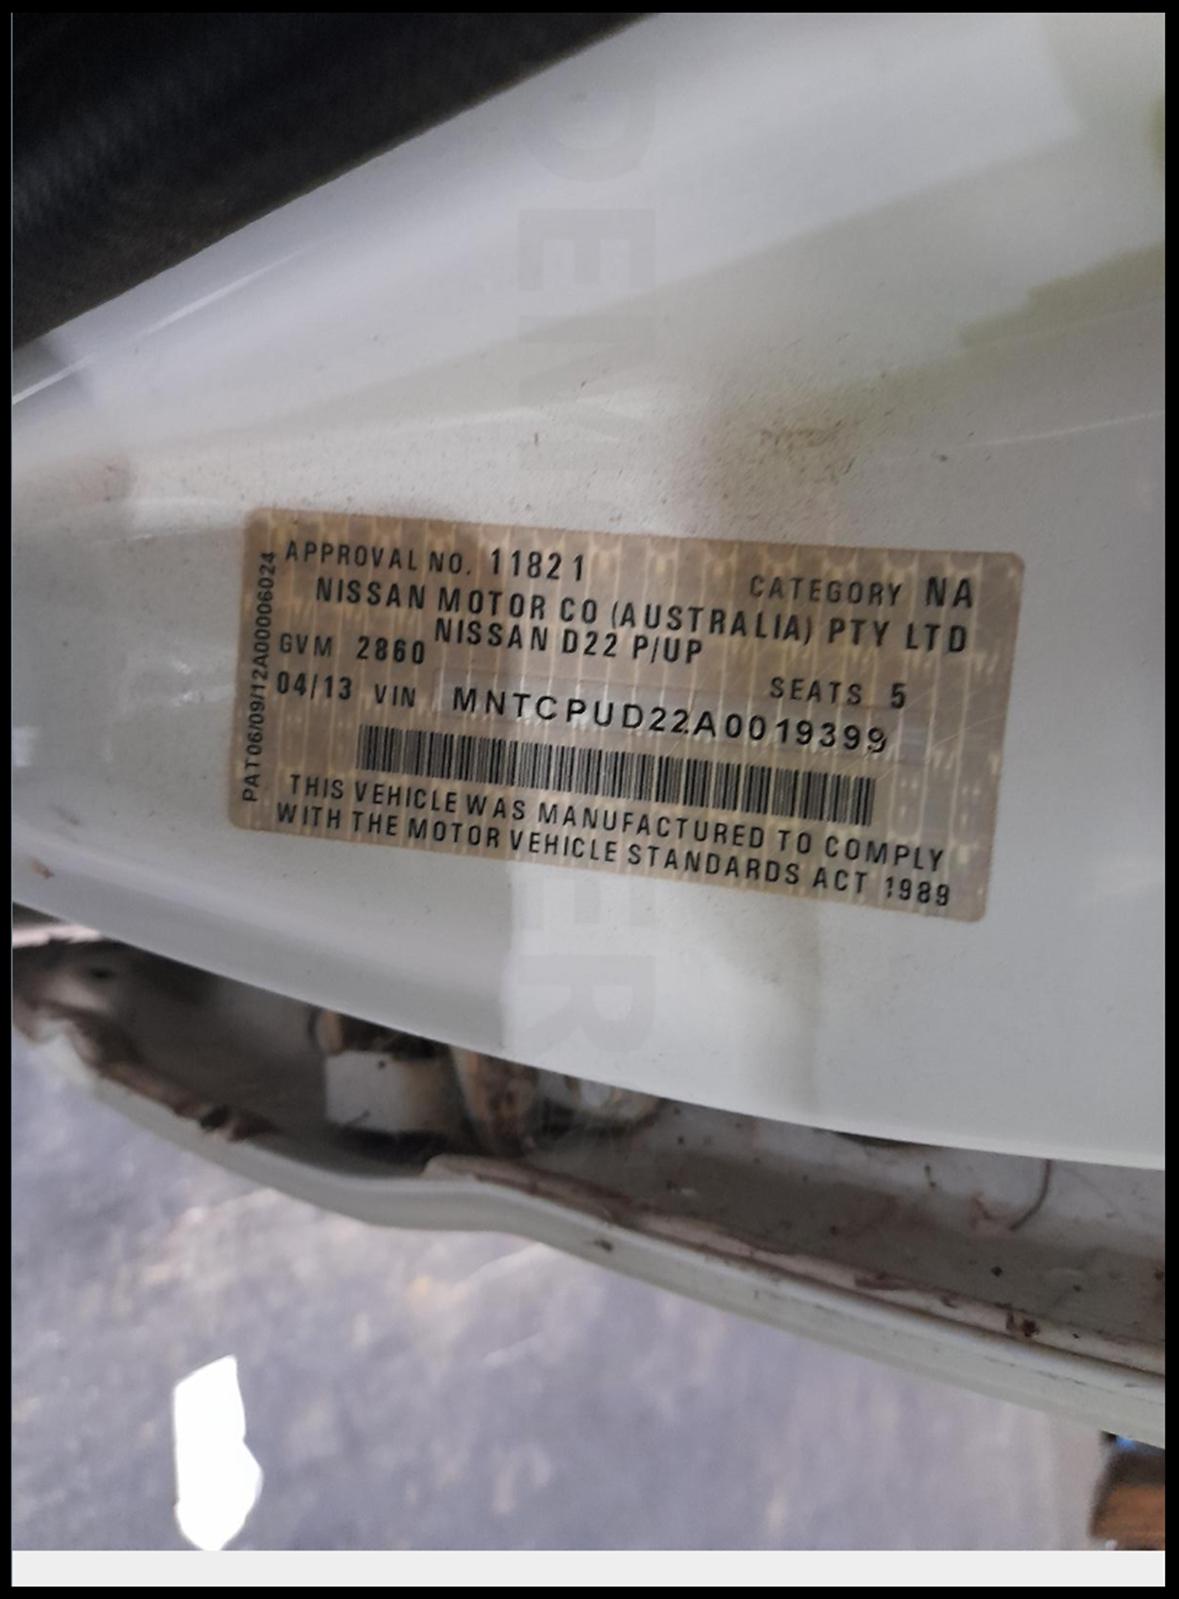 APPROVAL NO. 11821 CATEGORY NA
NISSAN MOTOR CO (AUSTRALIA) PTY LTD
NISSAN D22 P/UP
GVM 2860 SEATS 5
04/13 VIN MNTCPUD22A0019399
THIS VEHICLE WAS MANUFACTURED TO COMPLY
WITH THE MOTOR VEHICLE STANDARDS ACT 1989
PAT06/09/12A00006024